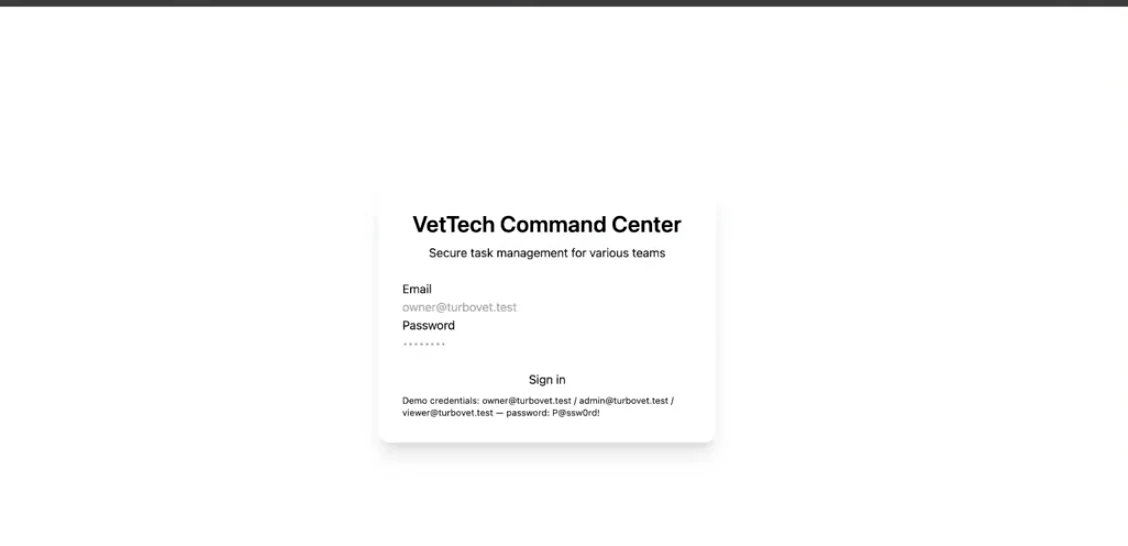 VetTech Command Center
Secure task management for various teams
Email
owner@turbovet.test
Password
••••••••
Sign in
Demo credentials: owner@turbovet.test / admin@turbovet.test /
viewer@turbovet.test — password: P@ssw0rd!